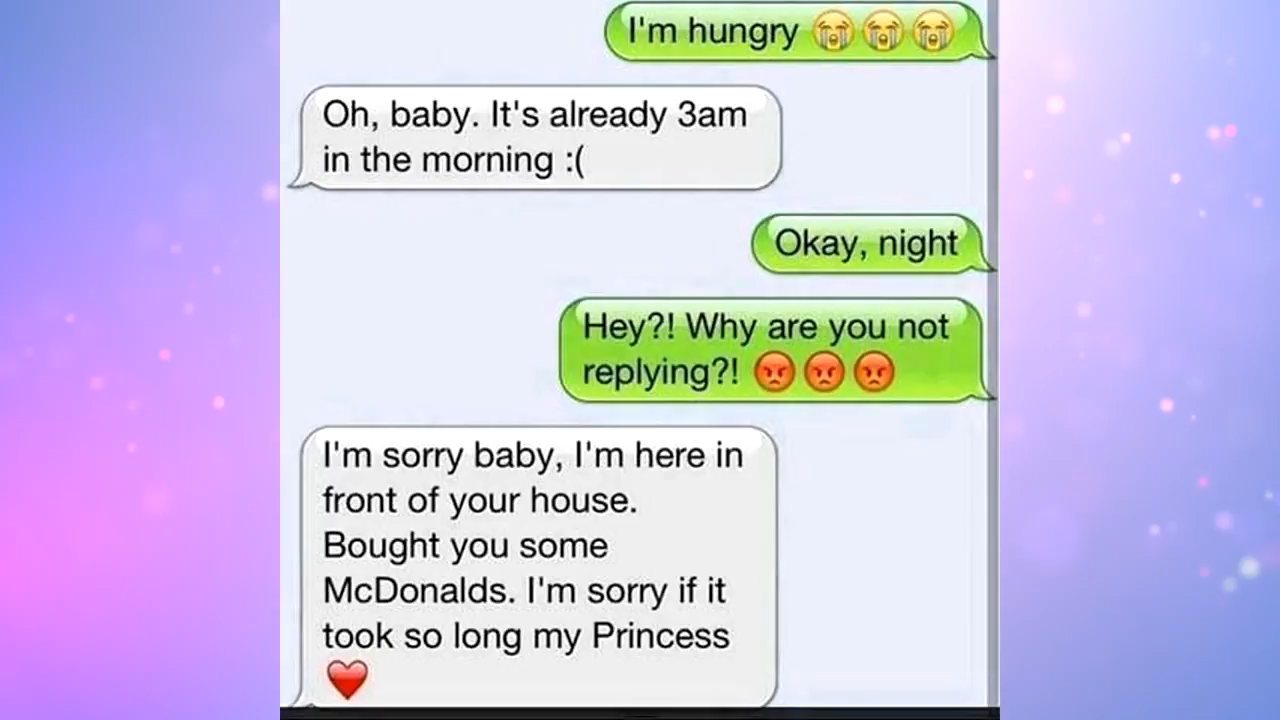 I'm hungry 😭😭😭
Oh, baby. It's already 3am
in the morning :(
Okay, night
Hey?! Why are you not
replying?! 😡😡😡
I'm sorry baby, I'm here in
front of your house.
Bought you some
McDonalds. I'm sorry if it
took so long my Princess
❤️